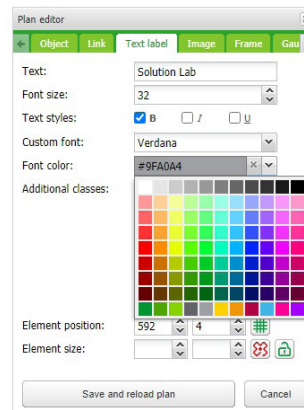 Plan editor
Object Link Text label Image Frame Gau
Text: Solution Lab
Font size: 32
Text styles: B I U
Custom font: Verdana
Font color: #9FA0A4
Additional classes:
Element position: 592 4
Element size:
Save and reload plan Cancel